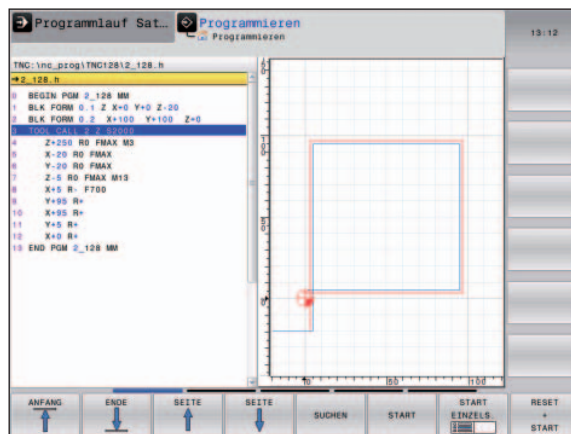 Programmlauf Sat…
Programmieren
Programmieren
13:12
TNC:\nc_prog\TNC128\2_128.h
→2_128.h
0 BEGIN PGM 2_128 MM
1 BLK FORM 0.1 Z X+0 Y+0 Z-20
2 BLK FORM 0.2 X+100 Y+100 Z+0
3 TOOL CALL 2 Z S2000
4 Z+250 R0 FMAX M3
5 X-20 R0 FMAX
6 Y-20 R0 FMAX
7 Z-5 R0 FMAX M13
8 X+5 R- F700
9 Y+95 R+
10 X+95 R+
11 Y+5 R+
12 X+0 R+
13 END PGM 2_128 MM
100
50
0
0
50
100
ANFANG
ENDE
SEITE
SEITE
SUCHEN
START
START
EINZELS.
RESET
+
START